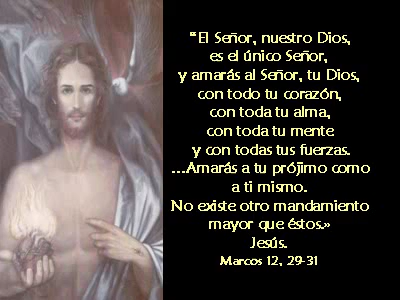 “El Señor, nuestro Dios,
es el único Señor,
y amarás al Señor, tu Dios,
con todo tu corazón,
con toda tu alma,
con toda tu mente
y con todas tus fuerzas.
...Amarás a tu prójimo como
a ti mismo.
No existe otro mandamiento
mayor que éstos.»
Jesús.
Marcos 12, 29-31